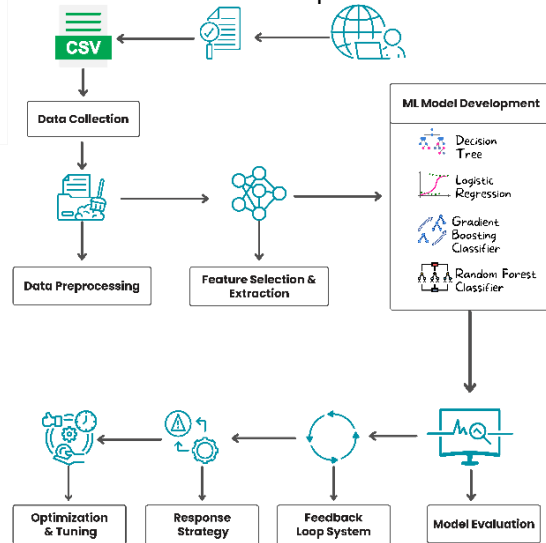 CSV
Data Collection
ML Model Development
Decision
Tree
Logistic
Regression
Gradient
Boosting
Classifier
Random Forest
Classifier
Data Preprocessing
Feature Selection &
Extraction
Optimization
& Tuning
Response
Strategy
Feedback
Loop System
Model Evaluation